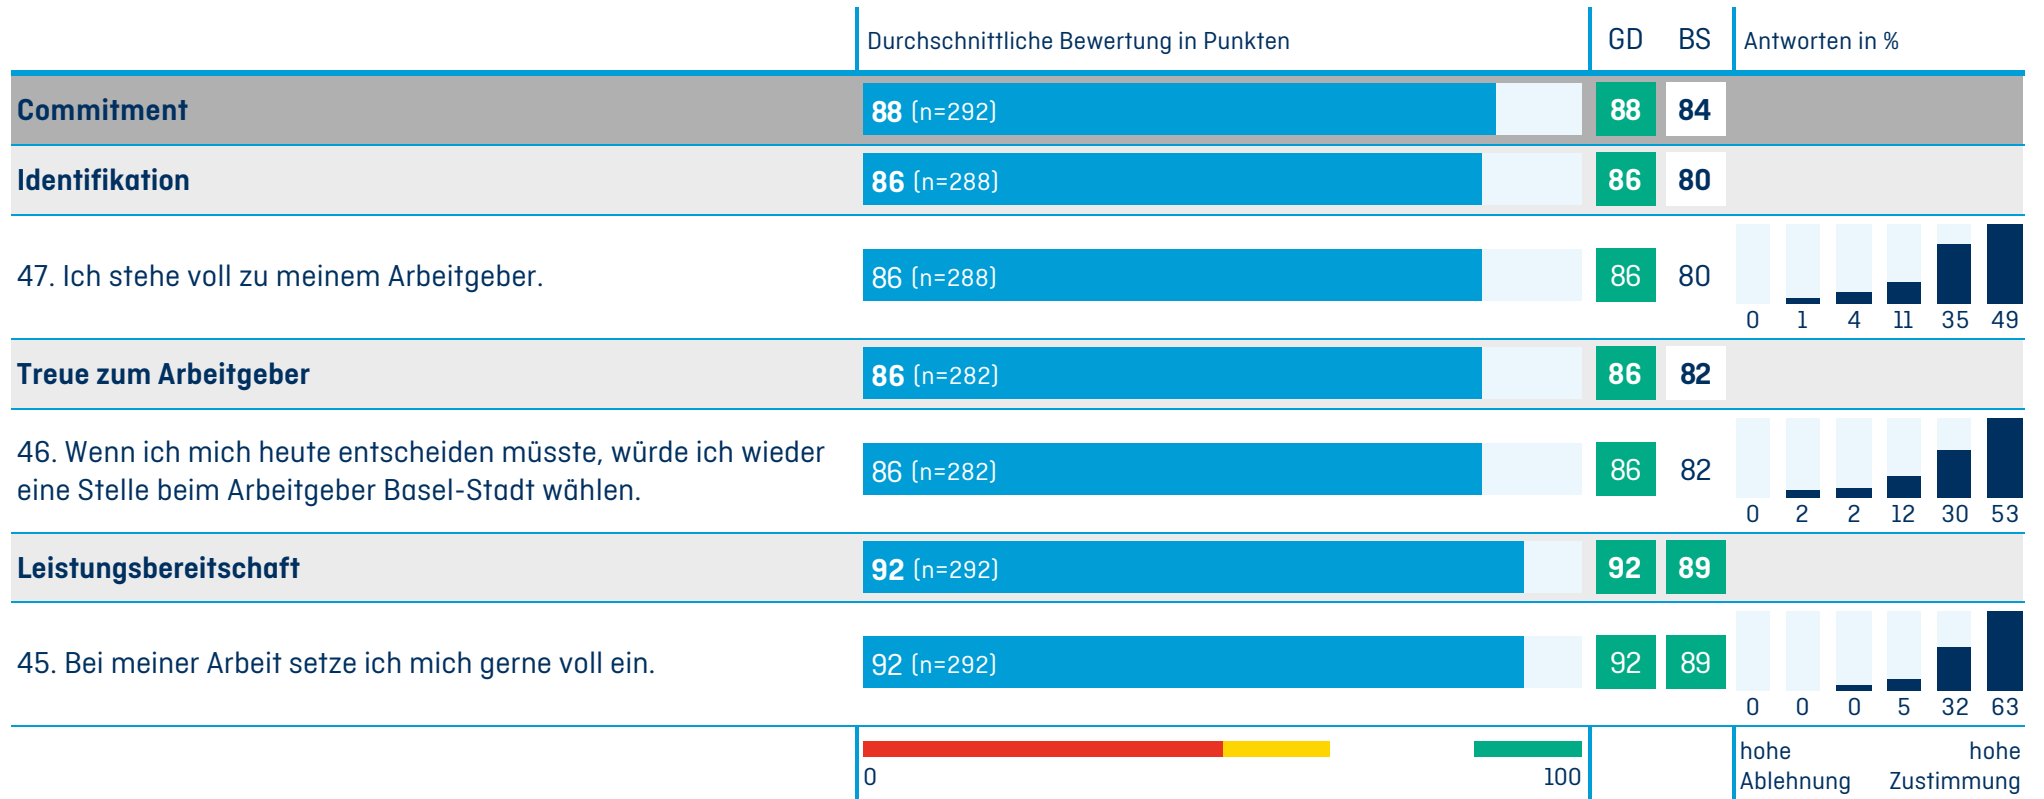 Durchschnittliche Bewertung in Punkten GD BS Antworten in %
Commitment 88 (n=292) 88 84
Identifikation 86 (n=288) 86 80
47. Ich stehe voll zu meinem Arbeitgeber. 86 (n=288) 86 80
0 1 4 11 35 49
Treue zum Arbeitgeber 86 (n=282) 86 82
46. Wenn ich mich heute entscheiden müsste, würde ich wieder
eine Stelle beim Arbeitgeber Basel-Stadt wählen. 86 (n=282) 86 82
0 2 2 12 30 53
Leistungsbereitschaft 92 (n=292) 92 89
45. Bei meiner Arbeit setze ich mich gerne voll ein. 92 (n=292) 92 89
0 0 0 5 32 63
0 100
hohe hohe
Ablehnung Zustimmung